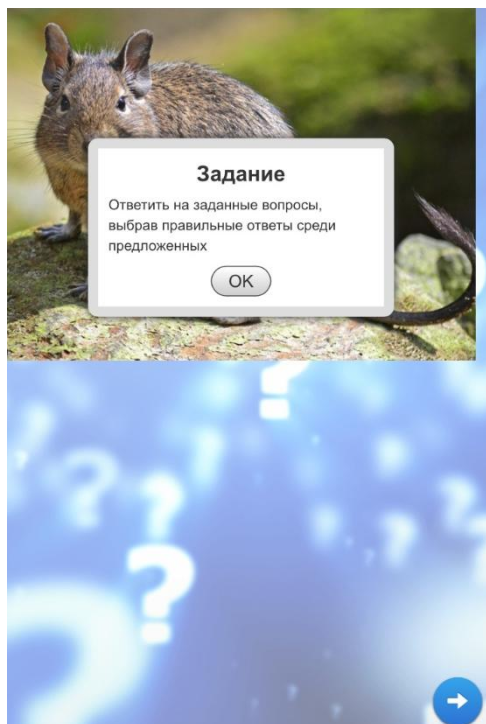 Задание
Ответить на заданные вопросы,
выбрав правильные ответы среди
предложенных
OK